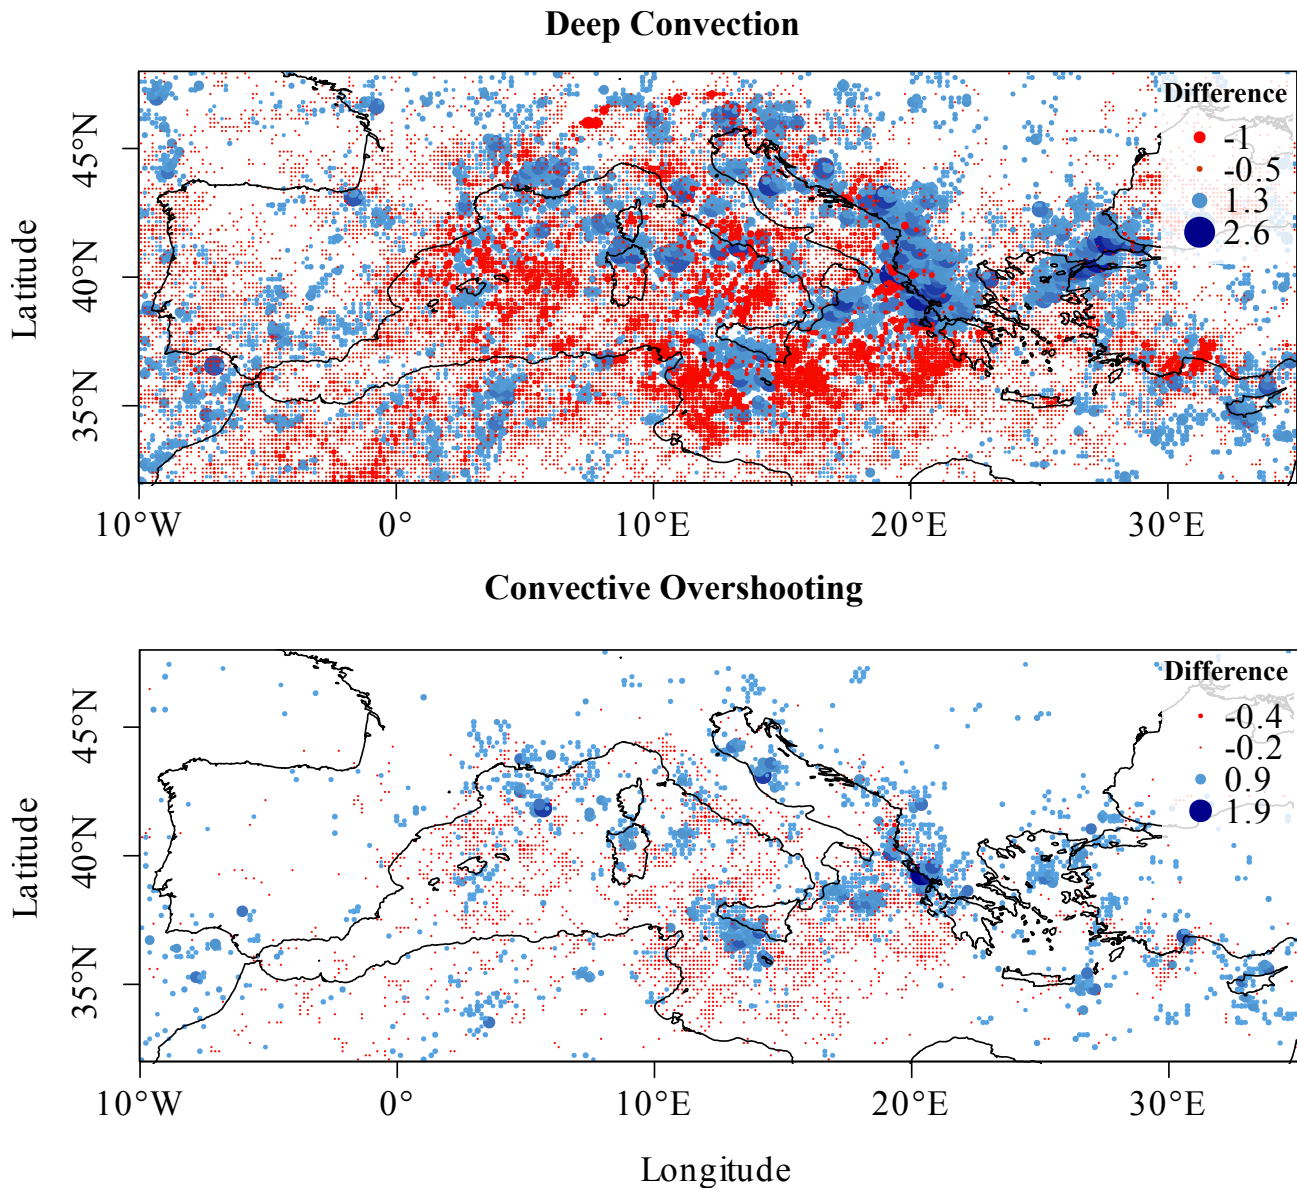 Deep Convection
Difference
-1
-0.5
1.3
2.6
45°N
40°N
35°N
Latitude
10°W 0° 10°E 20°E 30°E
Convective Overshooting
Difference
-0.4
-0.2
0.9
1.9
45°N
40°N
35°N
Latitude
10°W 0° 10°E 20°E 30°E
Longitude